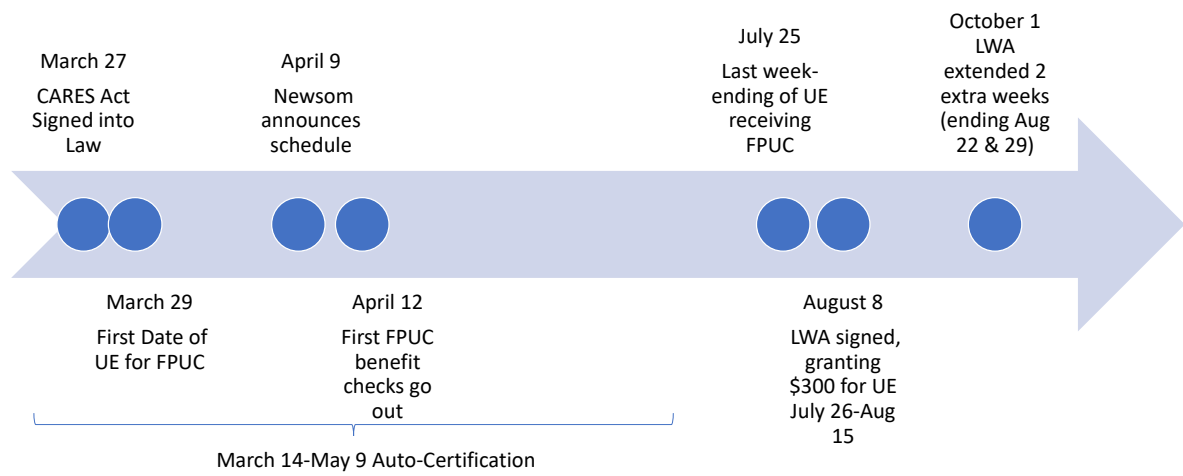 March 27
CARES Act
Signed into
Law
April 9
Newsom
announces
schedule
July 25
Last week-
ending of UE
receiving
FPUC
October 1
LWA
extended 2
extra weeks
(ending Aug
22 & 29)
March 29
First Date of
UE for FPUC
April 12
First FPUC
benefit
checks go
out
August 8
LWA signed,
granting
$300 for UE
July 26-Aug
15
March 14-May 9 Auto-Certification